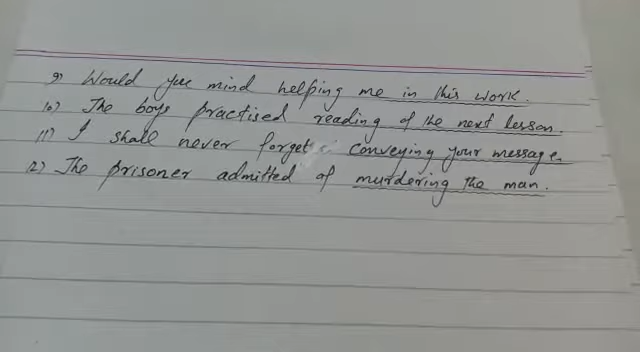 9) Would you mind helping me in this work.
10) The boys practised reading of the next lesson.
11) I shall never forget conveying your message.
12) The prisoner admitted of murdering the man.